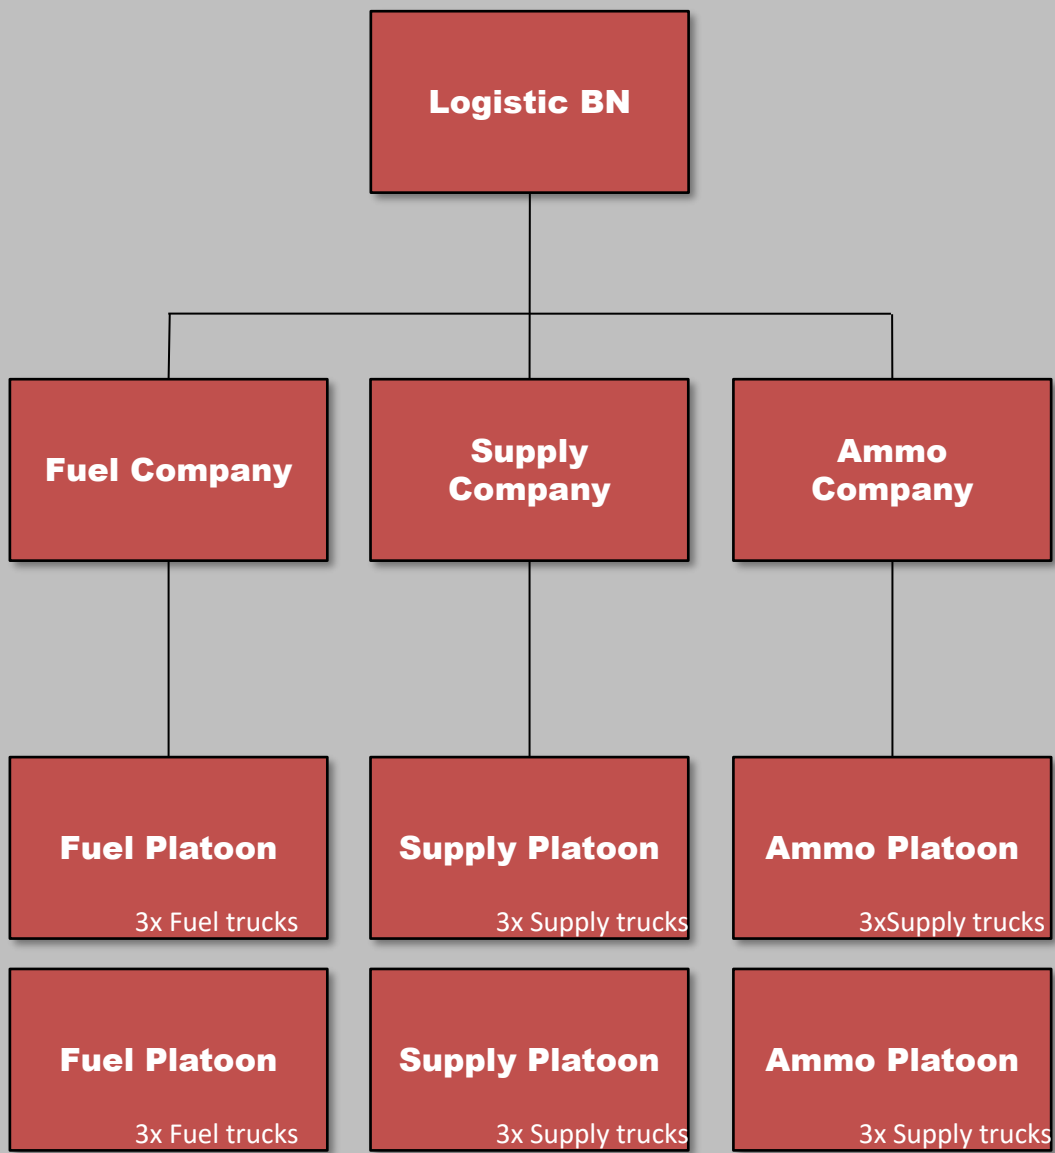 Logistic BN
Fuel Company
Supply
Company
Ammo
Company
Fuel Platoon
3x Fuel trucks
Supply Platoon
3x Supply trucks
Ammo Platoon
3xSupply trucks
Fuel Platoon
3x Fuel trucks
Supply Platoon
3x Supply trucks
Ammo Platoon
3x Supply trucks